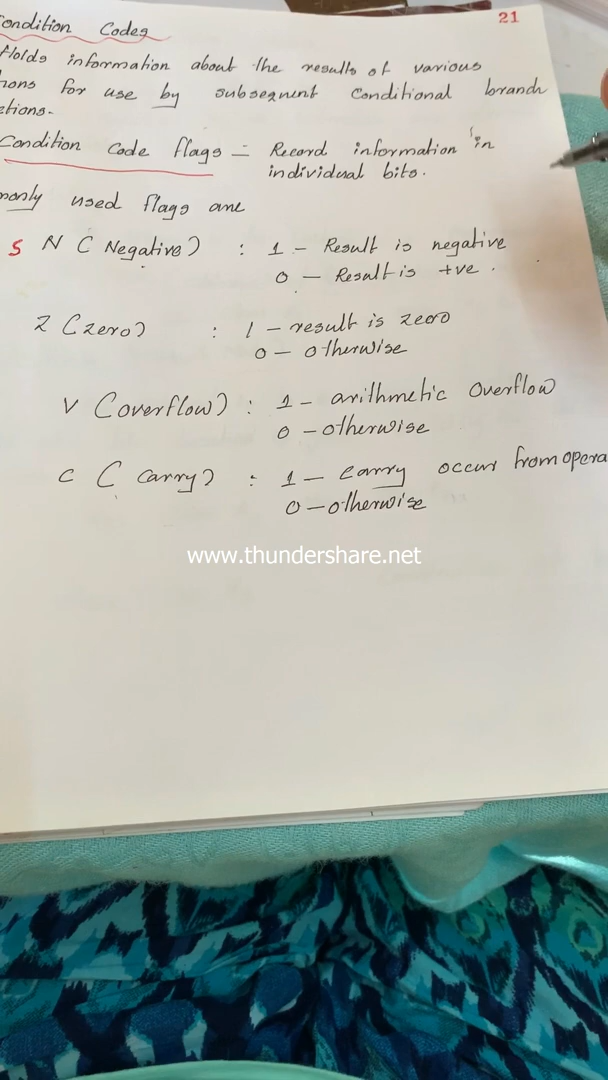 21
Condition Codes
Holds information about the results of various
for use by subsequent conditional branch
Condition Code flags - Record information in
individual bits.
used flags are
S N (Negative) : 1 - Result is negative
0 - Result is +ve.
Z (zero) : 1 - result is zero
0 - otherwise
V (overflow) : 1 - arithmetic overflow
0 - otherwise
C (Carry) : 1 - carry occur from opera
0 - otherwise
www.thundershare.net